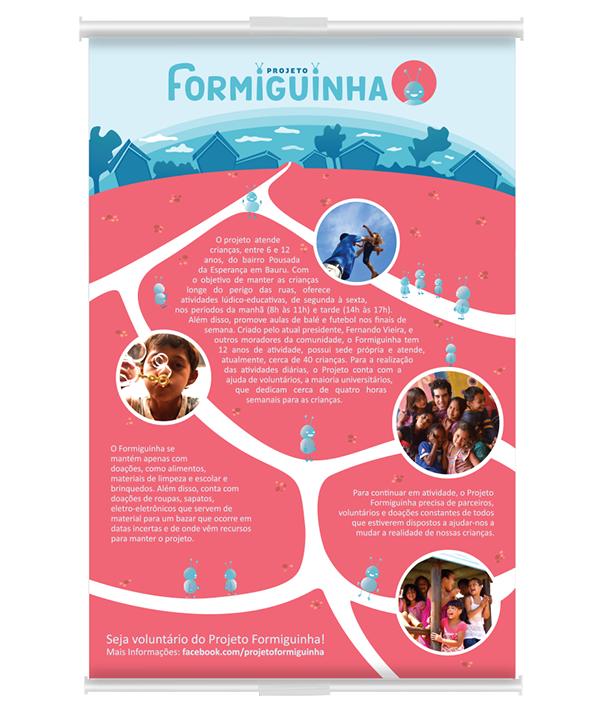 PROJETO
FORMIGUINHA
O projeto atende
crianças, entre 6 e 12
anos, do bairro Pousada
da Esperança em Bauru. Com
o objetivo de manter as crianças
longe do perigo das ruas, oferece
atividades lúdico-educativas, de segunda à sexta,
nos períodos da manhã (8h às 11h) e tarde (14h às 17h).
Além disso, promove aulas de balé e futebol nos finais de
semana. Criado pelo atual presidente, Fernando Vieira, e
outros moradores da comunidade, o Formiguinha tem
12 anos de atividade, possui sede própria e atende,
atualmente, cerca de 40 crianças. Para a realização
das atividades diárias, o Projeto conta com a
ajuda de voluntários, a maioria universitários,
que dedicam cerca de quatro horas
semanais para as crianças.
O Formiguinha se
mantém apenas com
doações, como alimentos,
materiais de limpeza e escolar e
brinquedos. Além disso, conta com
doações de roupas, sapatos,
eletro-eletrônicos que servem de
material para um bazar que ocorre em
datas incertas e de onde vêm recursos
para manter o projeto.
Para continuar em atividade, o Projeto
Formiguinha precisa de parceiros,
voluntários e doações constantes de todos
que estiverem dispostos a ajudar-nos a
mudar a realidade de nossas crianças.
Seja voluntário do Projeto Formiguinha!
Mais Informações: facebook.com/projetoformiguinha